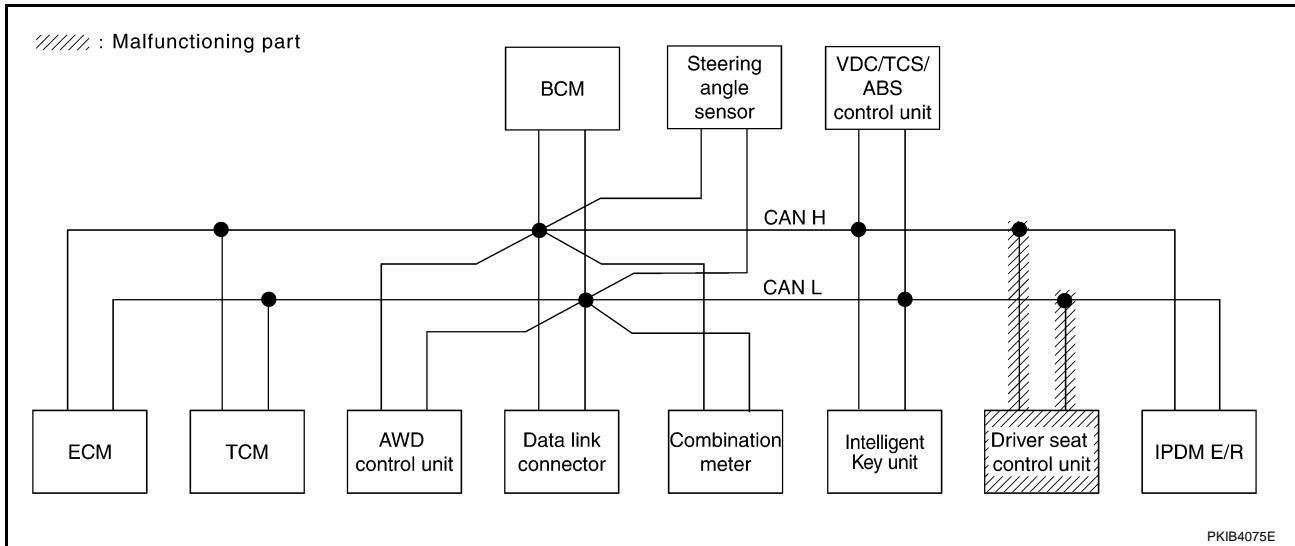 : Malfunctioning part
BCM
Steering
angle
sensor
VDC/TCS/
ABS
control unit
CAN H
CAN L
ECM
TCM
AWD
control unit
Data link
connector
Combination
meter
Intelligent
Key unit
Driver seat
control unit
IPDM E/R
PKIB4075E